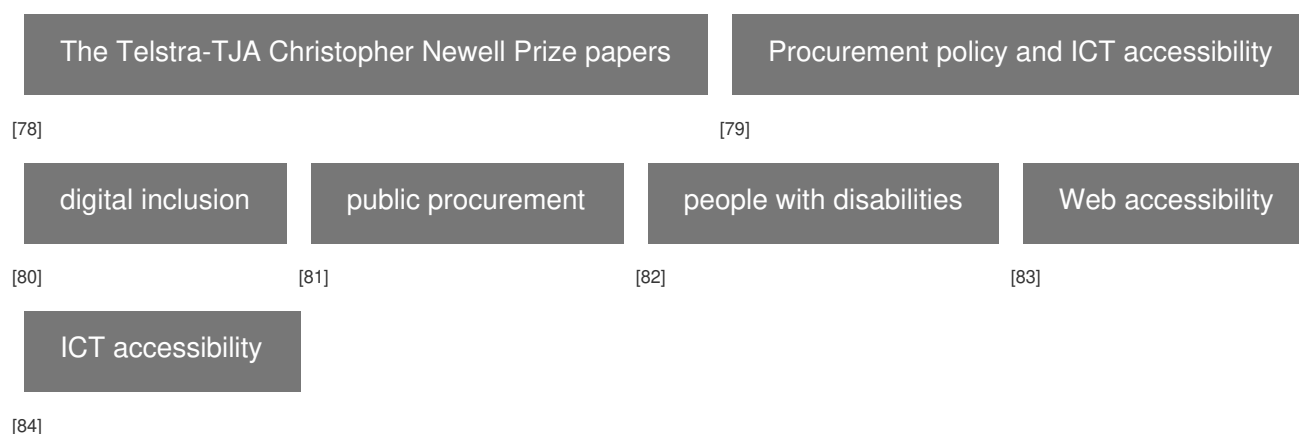 The Telstra-TJA Christopher Newell Prize papers Procurement policy and ICT accessibility
[78] [79]
digital inclusion public procurement people with disabilities Web accessibility
[80] [81] [82] [83]
ICT accessibility
[84]